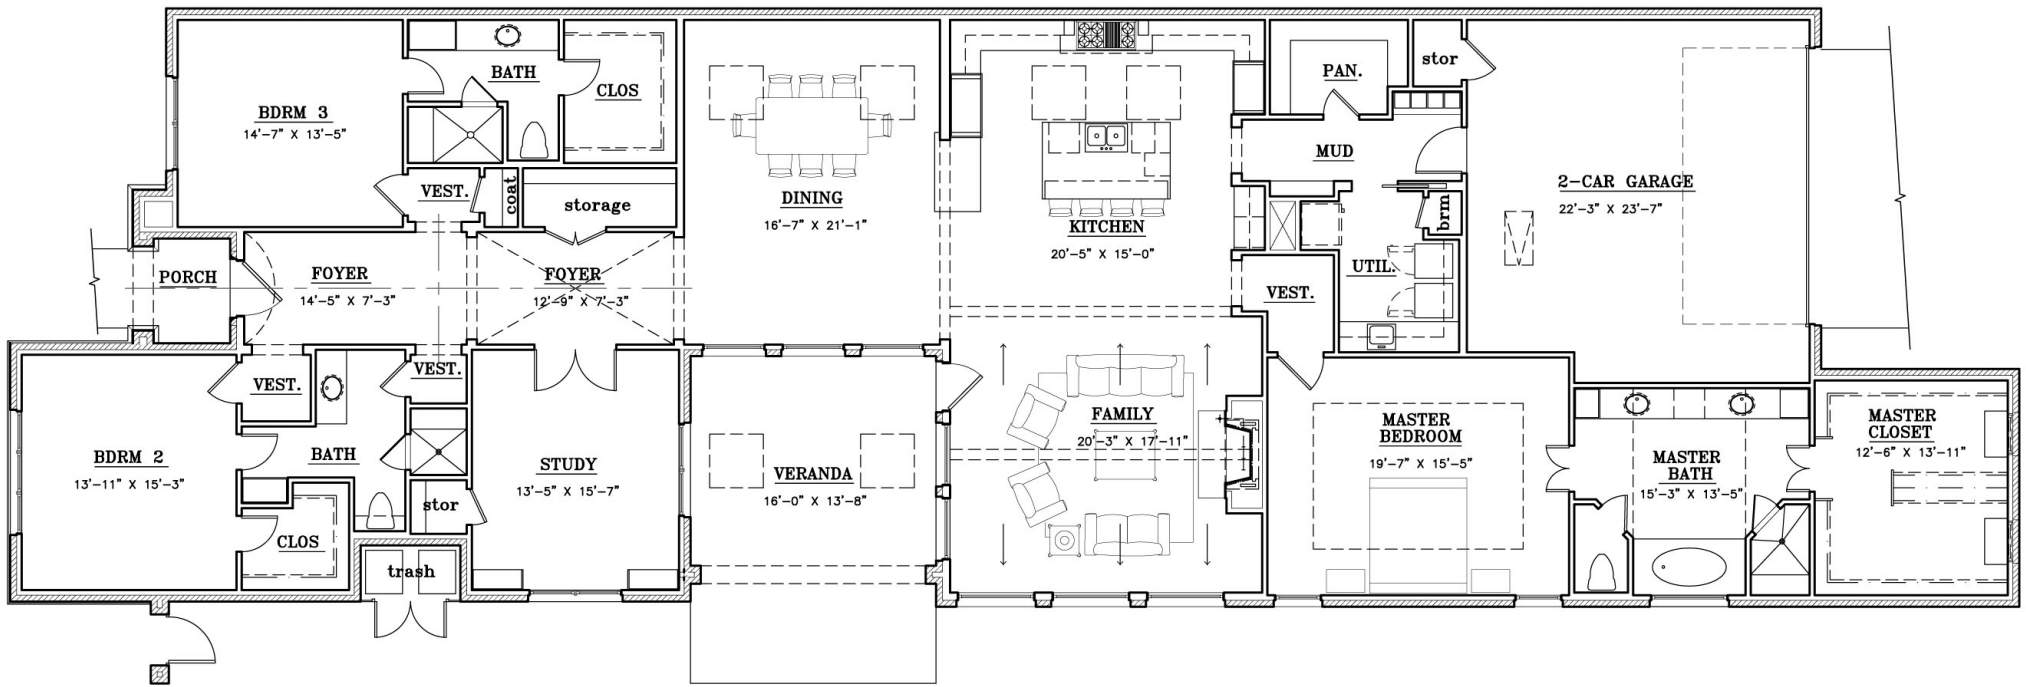 BATH
CLOS
BDRM 3
14'-7" X 13'-5"
VEST.
coat
storage
DINING
16'-7" X 21'-1"
KITCHEN
20'-5" X 15'-0"
PAN.
stor
MUD
brm
UTIL.
VEST.
2-CAR GARAGE
22'-3" X 23'-7"
PORCH
FOYER
14'-5" X 7'-3"
FOYER
12'-9" X 7'-3"
VEST.
VEST.
BDRM 2
13'-11" X 15'-3"
BATH
CLOS
stor
trash
STUDY
13'-5" X 15'-7"
VERANDA
16'-0" X 13'-8"
FAMILY
20'-3" X 17'-11"
MASTER
BEDROOM
19'-7" X 15'-5"
MASTER
BATH
15'-3" X 13'-5"
MASTER
CLOSET
12'-6" X 13'-11"